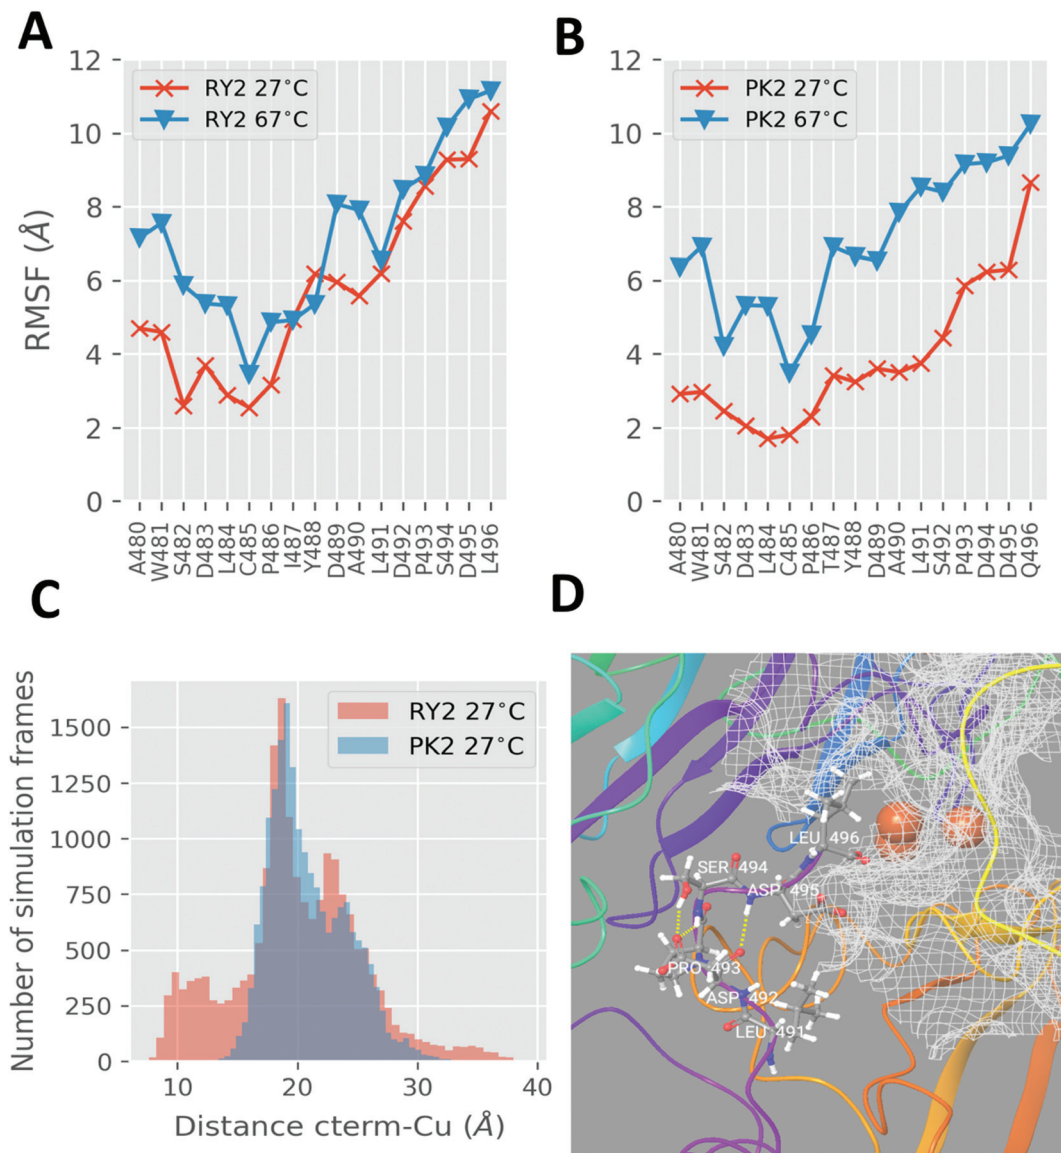 A
B
12
10
8
6
4
2
0
RMSF (Å)
RY2 27°C
RY2 67°C
A480 W481 S482 D483 L484 C485 P486 I487 Y488 D489 A490 L491 D492 P493 S494 D495 L496
12
10
8
6
4
2
0
PK2 27°C
PK2 67°C
A480 W481 S482 D483 L484 C485 P486 T487 Y488 D489 A490 L491 S492 P493 D494 D495 Q496
C
D
Number of simulation frames
1500
1250
1000
750
500
250
0
RY2 27°C
PK2 27°C
10 20 30 40
Distance cterm-Cu (Å)
LEU 496
SER 494
ASP 495
PRO 493
ASP 492
LEU 491